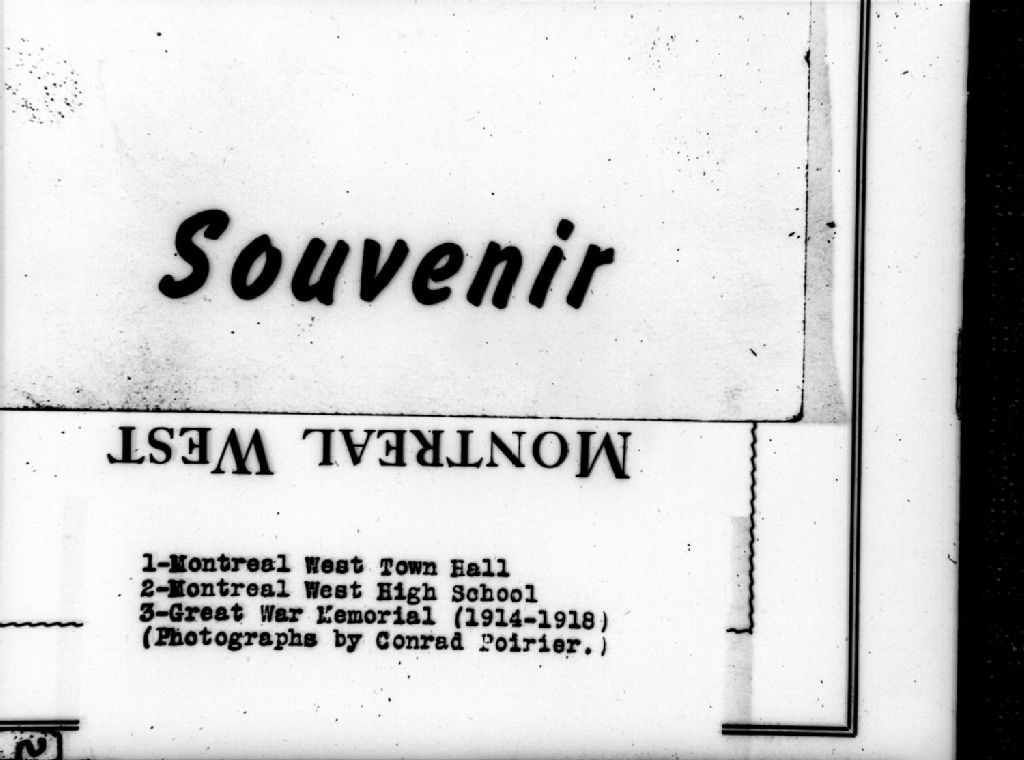 Souvenir
MONTREAL WEST
1-Montreal West Town Hall
2-Montreal West High School
3-Great War Memorial (1914-1918)
(Photographs by Conrad Poirier.)
2